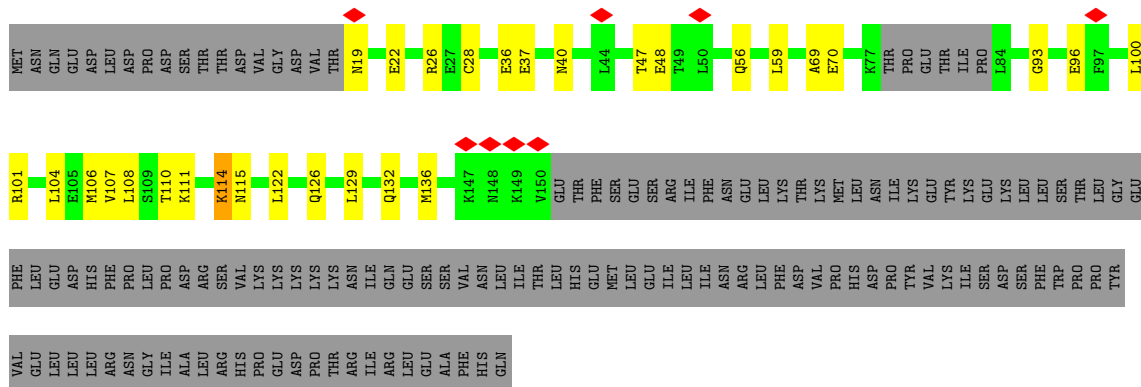 MET ASN GLN GLU ASP LEU ASP PRO ASP SER THR THR ASP VAL GLY ASP VAL THR N19 E22 R26 E27 C28 E36 E37 N40 L44 T47 E48 T49 L50 Q56 L59 A69 E70 K77 THR PRO GLU THR ILE PRO L84 G93 E96 F97 L100
R101 L104 E105 M106 V107 L108 S109 T110 K111 K114 N115 L122 Q126 L129 Q132 M136 K147 N148 K149 V150 GLU THR PHE SER GLU SER ARG ILE PHE ASN GLU LEU LYS THR LYS MET LEU ASN ILE LYS GLU TYR LYS GLU LYS LEU LEU SER THR LEU GLY GLU
PHE LEU GLU ASP HIS PHE PRO LEU PRO ASP ARG SER VAL LYS LYS LYS LYS LYS ASN ILE GLN GLU SER SER VAL ASN LEU ILE THR LEU HIS GLU MET LEU GLU ILE LEU ILE ASN ARG LEU PHE ASP VAL PRO HIS ASP PRO TYR VAL LYS ILE SER ASP SER PHE TRP PRO PRO TYR
VAL GLU LEU LEU LEU ARG ASN GLY ILE ALA LEU ARG HIS PRO GLU ASP PRO THR ARG ILE ARG LEU GLU ALA PHE HIS GLN